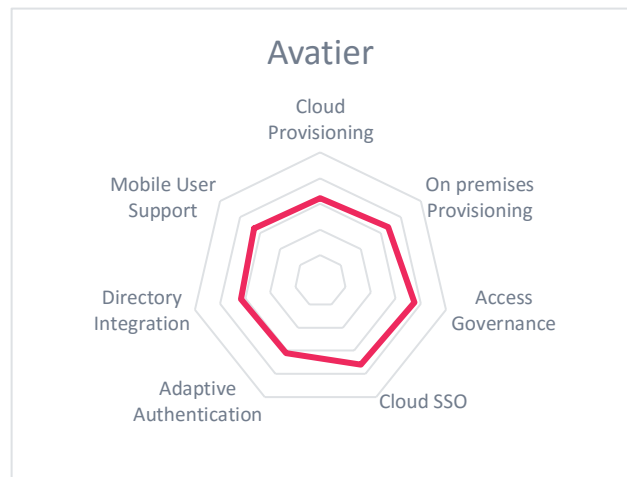 Avatier
Cloud
Provisioning
On premises
Provisioning
Access
Governance
Cloud SSO
Adaptive
Authentication
Directory
Integration
Mobile User
Support